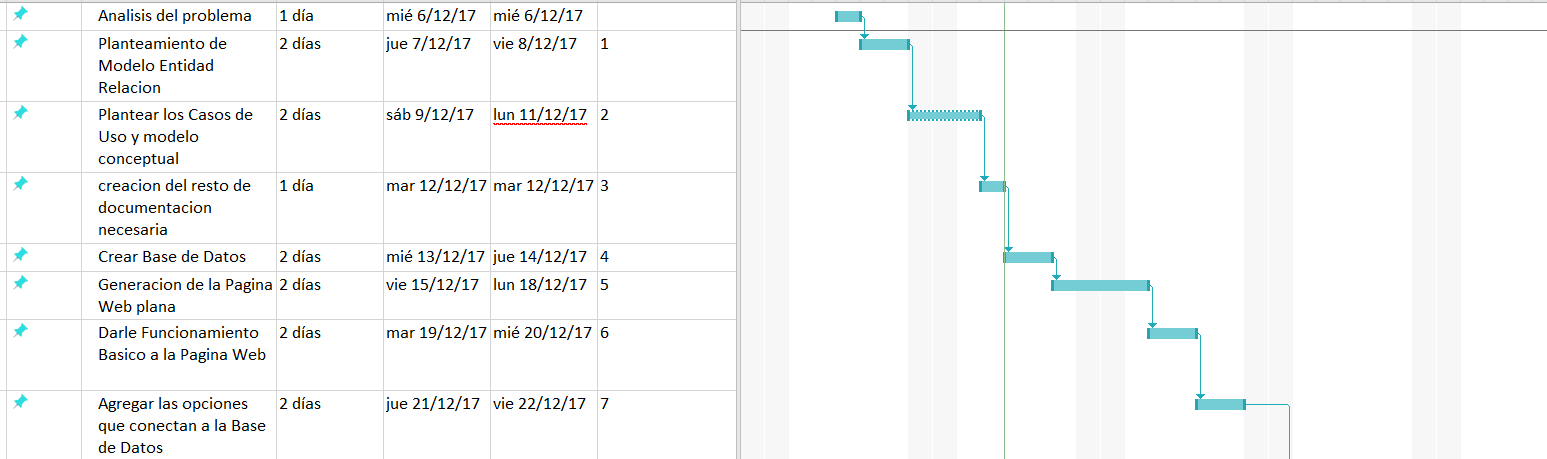 Analisis del problema 1 día mié 6/12/17 mié 6/12/17
Planteamiento de 2 días jue 7/12/17 vie 8/12/17 1
Modelo Entidad
Relacion
Plantear los Casos de 2 días sáb 9/12/17 lun 11/12/17 2
Uso y modelo
conceptual
creacion del resto de 1 día mar 12/12/17 mar 12/12/17 3
documentacion
necesaria
Crear Base de Datos 2 días mié 13/12/17 jue 14/12/17 4
Generacion de la Pagina 2 días vie 15/12/17 lun 18/12/17 5
Web plana
Darle Funcionamiento 2 días mar 19/12/17 mié 20/12/17 6
Basico a la Pagina Web
Agregar las opciones 2 días jue 21/12/17 vie 22/12/17 7
que conectan a la Base
de Datos